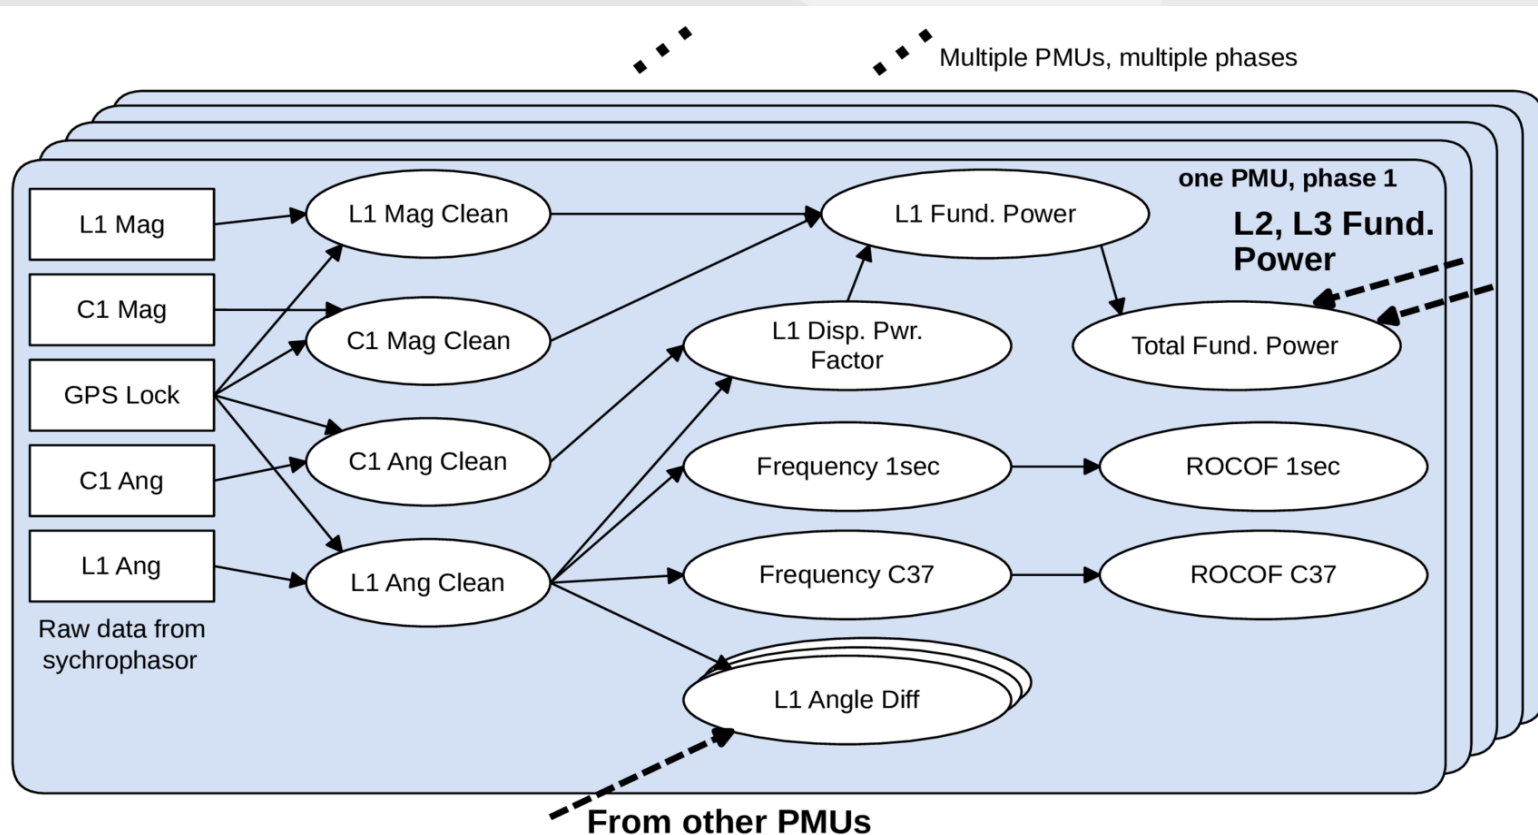 Multiple PMUs, multiple phases
one PMU, phase 1
L1 Mag
L1 Mag Clean
L1 Fund. Power
L2, L3 Fund.
Power
C1 Mag
C1 Mag Clean
L1 Disp. Pwr.
Factor
Total Fund. Power
GPS Lock
C1 Ang
C1 Ang Clean
Frequency 1sec
ROCOF 1sec
L1 Ang
L1 Ang Clean
Frequency C37
ROCOF C37
Raw data from
sychrophasor
L1 Angle Diff
From other PMUs